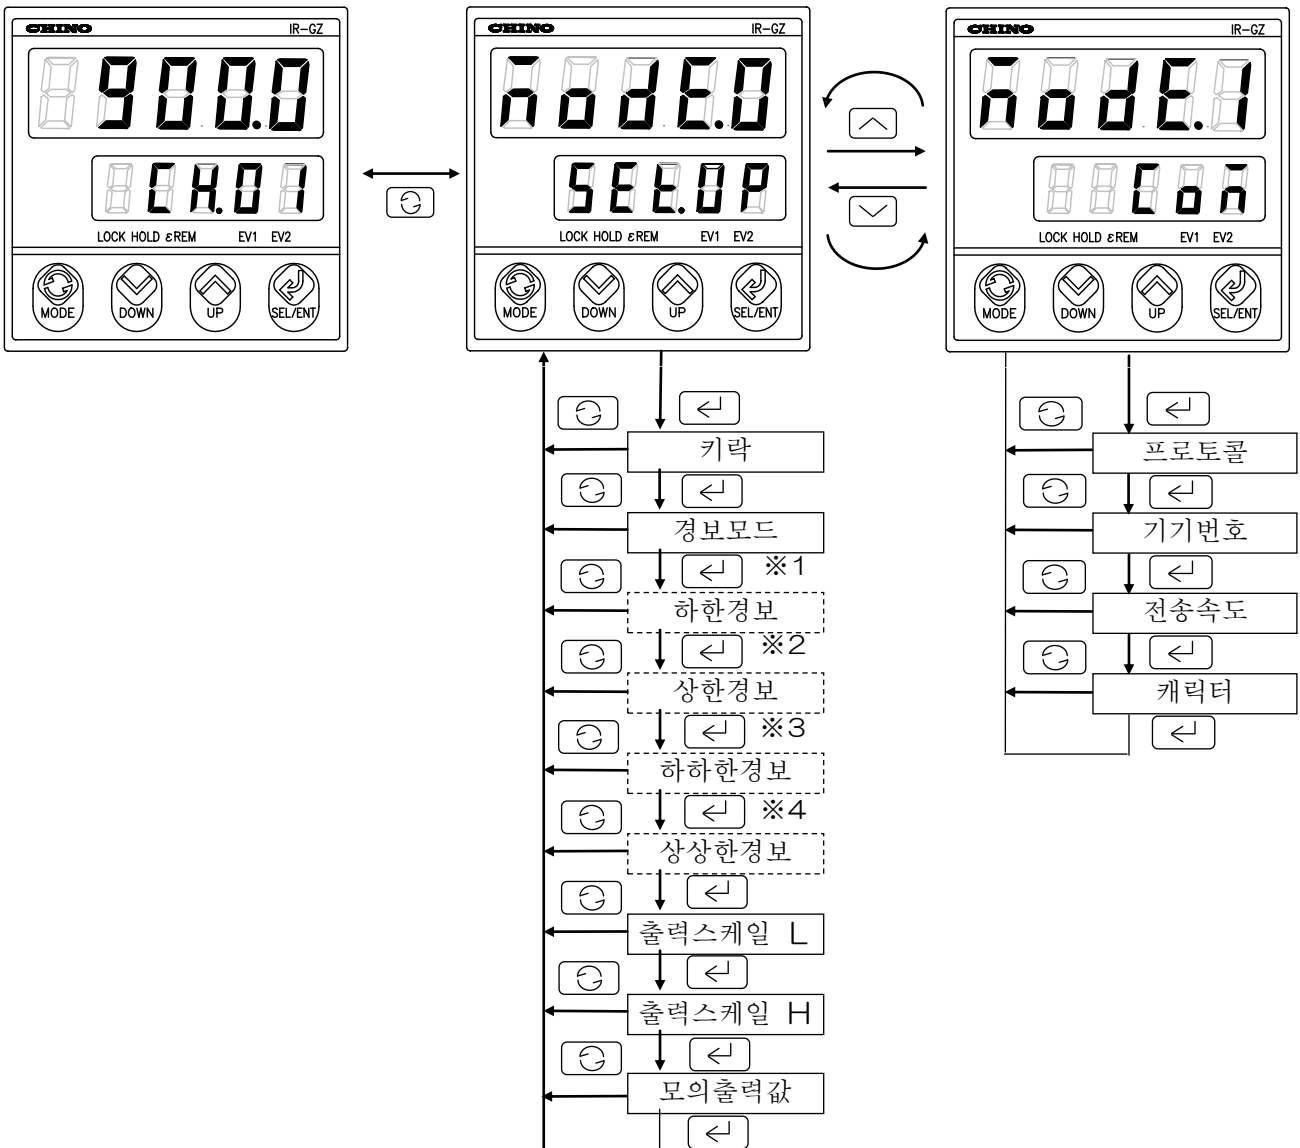 CHINO IR-GZ
900.0
CH.01
LOCK HOLD εREM EV1 EV2
MODE DOWN UP SEL/ENT
CHINO IR-GZ
modE.0
SEt.UP
LOCK HOLD εREM EV1 EV2
MODE DOWN UP SEL/ENT
CHINO IR-GZ
modE.1
Com
LOCK HOLD εREM EV1 EV2
MODE DOWN UP SEL/ENT
키락
경보모드
※1
하한경보
※2
상한경보
※3
하하한경보
※4
상상한경보
출력스케일 L
출력스케일 H
모의출력값
프로토콜
기기번호
전송속도
캐릭터